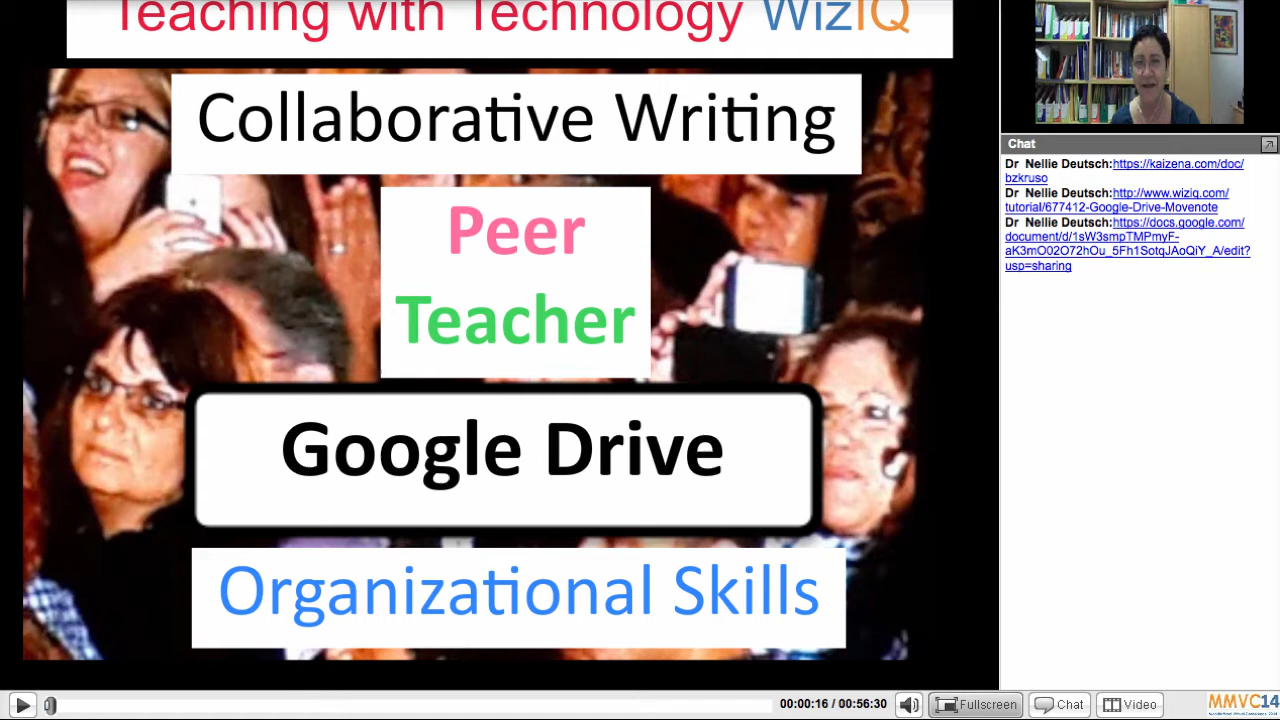 Teaching with Technology WizIQ
Collaborative Writing
Peer
Teacher
Google Drive
Organizational Skills
Chat
Dr Nellie Deutsch:https://kaizena.com/doc/
bzkruso
Dr Nellie Deutsch:http://www.wiziq.com/
tutorial/677412-Google-Drive-Movenote
Dr Nellie Deutsch:https://docs.google.com/
document/d/1sW3smpTMPmyF-
aK3mO02O72hOu_5Fh1SotqJAoQiY_A/edit?
usp=sharing
00:00:16 / 00:56:30
Fullscreen
Chat
Video
MMVC14